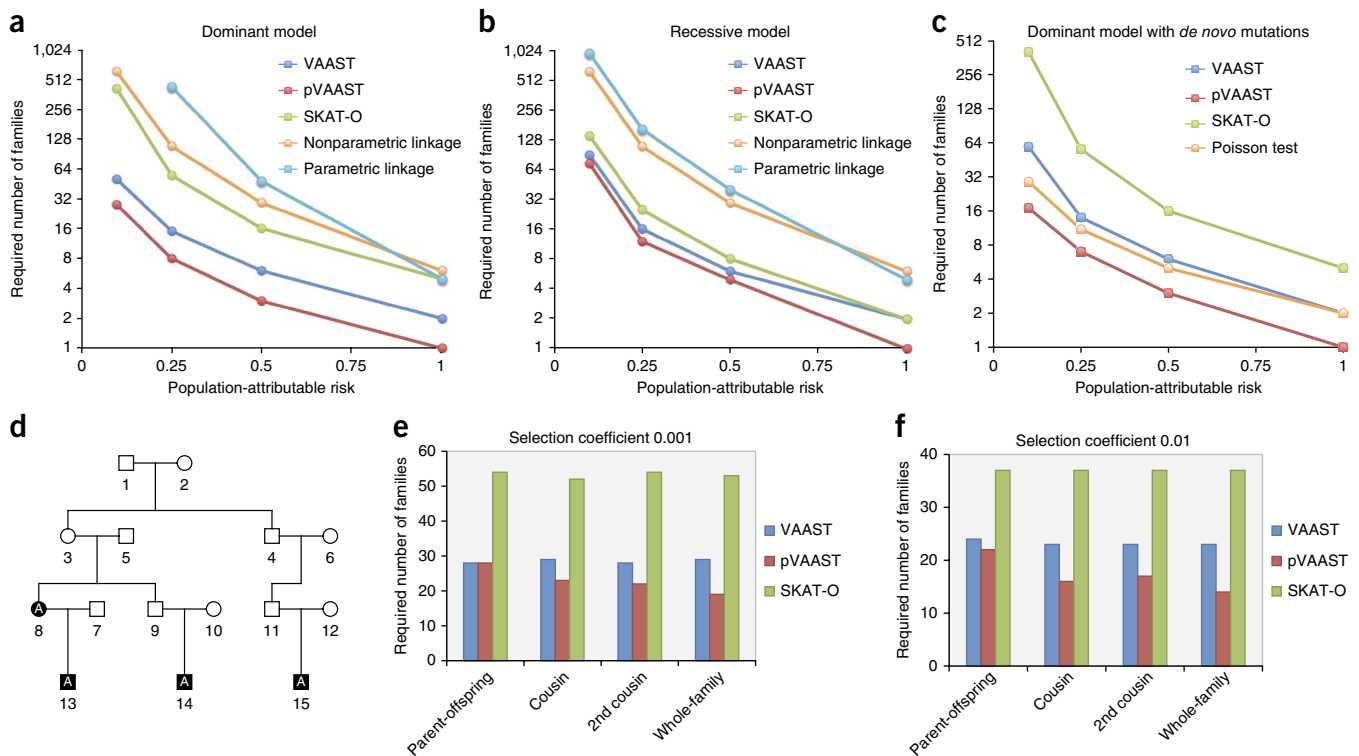 a
Dominant model
Required number of families
1,024
512
256
128
64
32
16
8
4
2
1
0
0.25
0.5
0.75
1
Population-attributable risk
VAAST
pVAAST
SKAT-O
Nonparametric linkage
Parametric linkage
b
Recessive model
Required number of families
1,024
512
256
128
64
32
16
8
4
2
1
0
0.25
0.5
0.75
1
Population-attributable risk
VAAST
pVAAST
SKAT-O
Nonparametric linkage
Parametric linkage
c
Dominant model with de novo mutations
Required number of families
512
256
128
64
32
16
8
4
2
1
0
0.25
0.5
0.75
1
Population-attributable risk
VAAST
pVAAST
SKAT-O
Poisson test
d
1 2
3 5 4 6
A
8 7 9 10 11 12
A A A
13 14 15
e
Selection coefficient 0.001
Required number of families
60
50
40
30
20
10
0
Parent-offspring
Cousin
2nd cousin
Whole-family
VAAST
pVAAST
SKAT-O
f
Selection coefficient 0.01
Required number of families
40
30
20
10
0
Parent-offspring
Cousin
2nd cousin
Whole-family
VAAST
pVAAST
SKAT-O